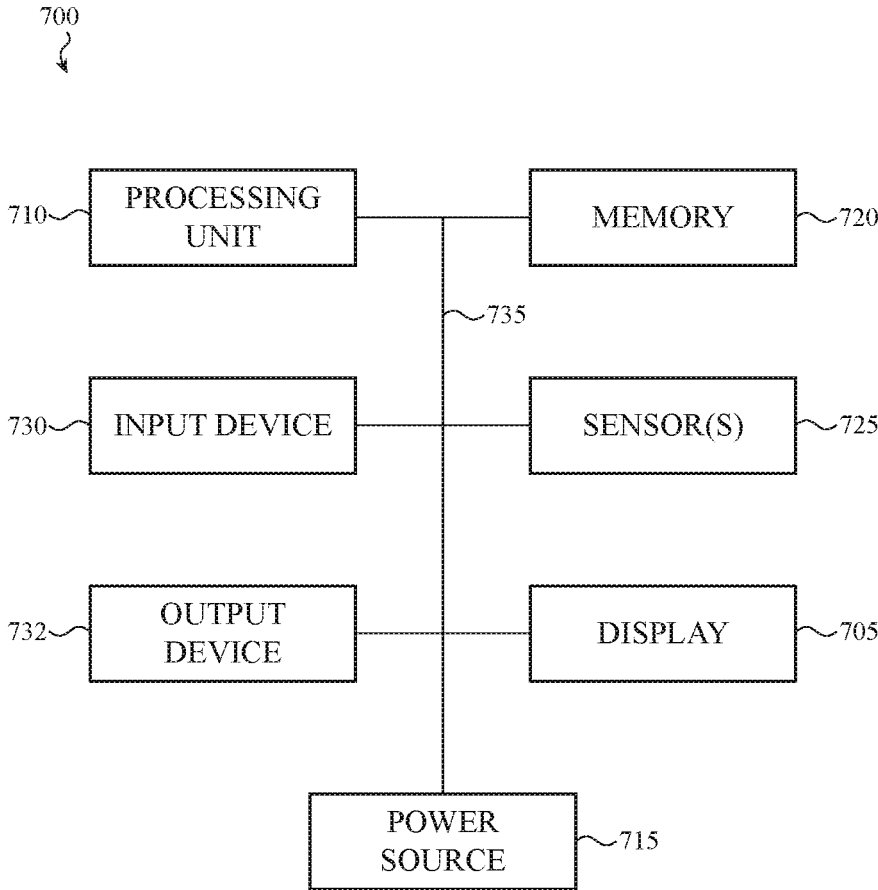 700
710
PROCESSING
UNIT
MEMORY
720
735
730
INPUT DEVICE
SENSOR(S)
725
732
OUTPUT
DEVICE
DISPLAY
705
POWER
SOURCE
715